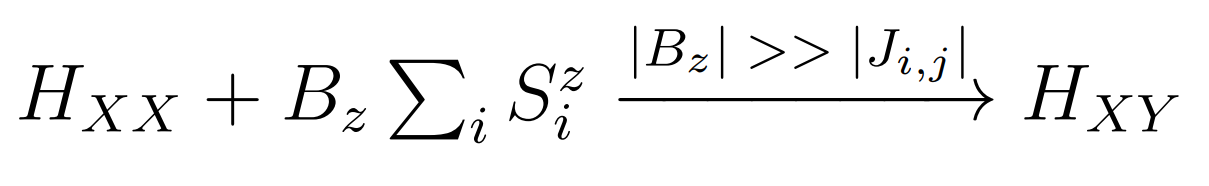 $H_{XX} + B_z \sum_i S_i^z \xrightarrow{|B_z| >> |J_{i,j}|} H_{XY}$